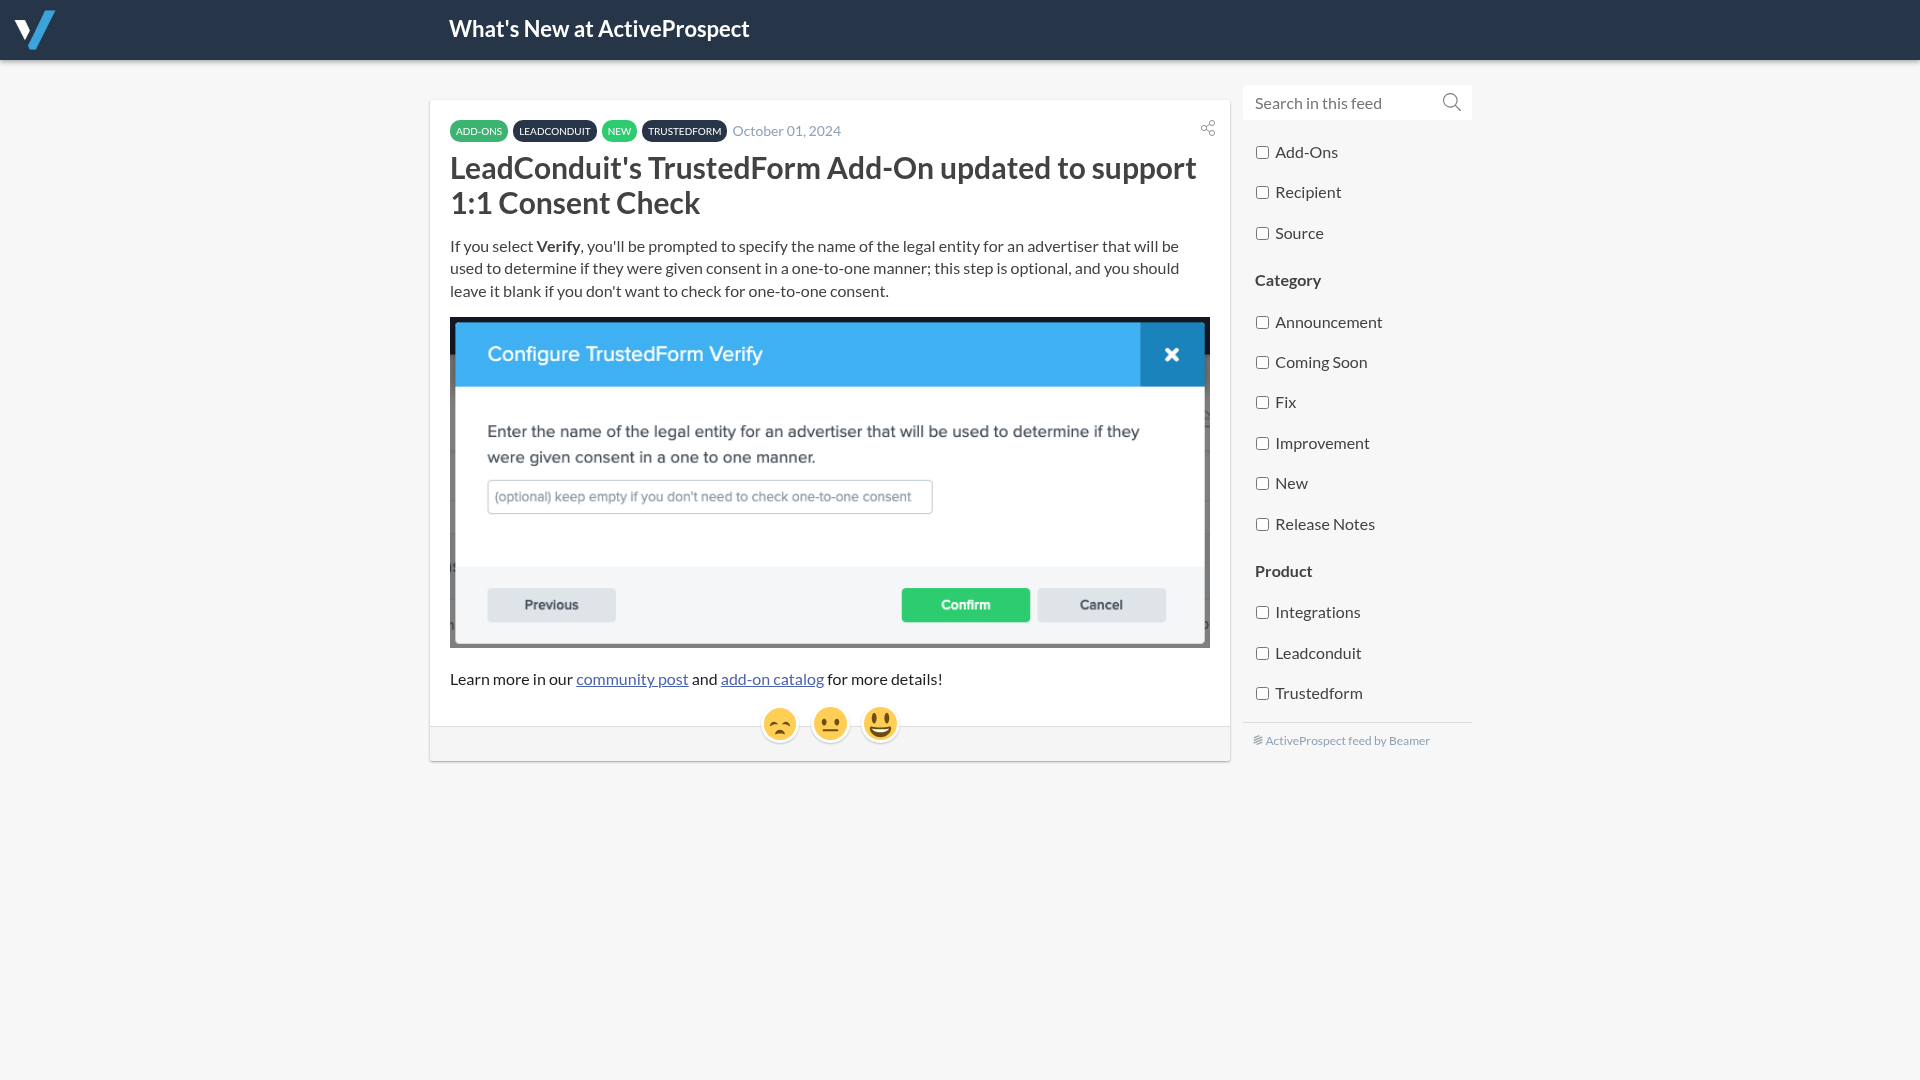 What's New at ActiveProspect
ADD-ONS LEADCONDUIT NEW TRUSTEDFORM October 01, 2024
LeadConduit's TrustedForm Add-On updated to support
1:1 Consent Check
If you select Verify, you'll be prompted to specify the name of the legal entity for an advertiser that will be
used to determine if they were given consent in a one-to-one manner; this step is optional, and you should
leave it blank if you don't want to check for one-to-one consent.
Configure TrustedForm Verify
Enter the name of the legal entity for an advertiser that will be used to determine if they
were given consent in a one to one manner.
(optional) keep empty if you don't need to check one-to-one consent
Previous Confirm Cancel
Learn more in our community post and add-on catalog for more details!
Search in this feed
Add-Ons
Recipient
Source
Category
Announcement
Coming Soon
Fix
Improvement
New
Release Notes
Product
Integrations
Leadconduit
Trustedform
ActiveProspect feed by Beamer